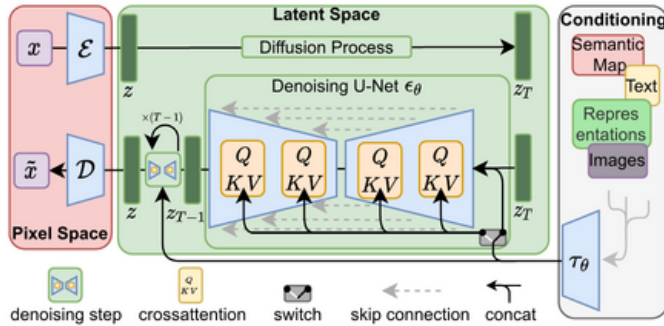 Latent Space
Conditioning
x
ℰ
Diffusion Process
Semantic
Map
z
z_T
Denoising U-Net ϵ_θ
Text
Repres
entations
Images
×(T−1)
x̃
D
Q
KV
Q
KV
Q
KV
Q
KV
z
z_{T−1}
z_T
Pixel Space
τ_θ
Q
KV
denoising step
crossattention
switch
skip connection
concat